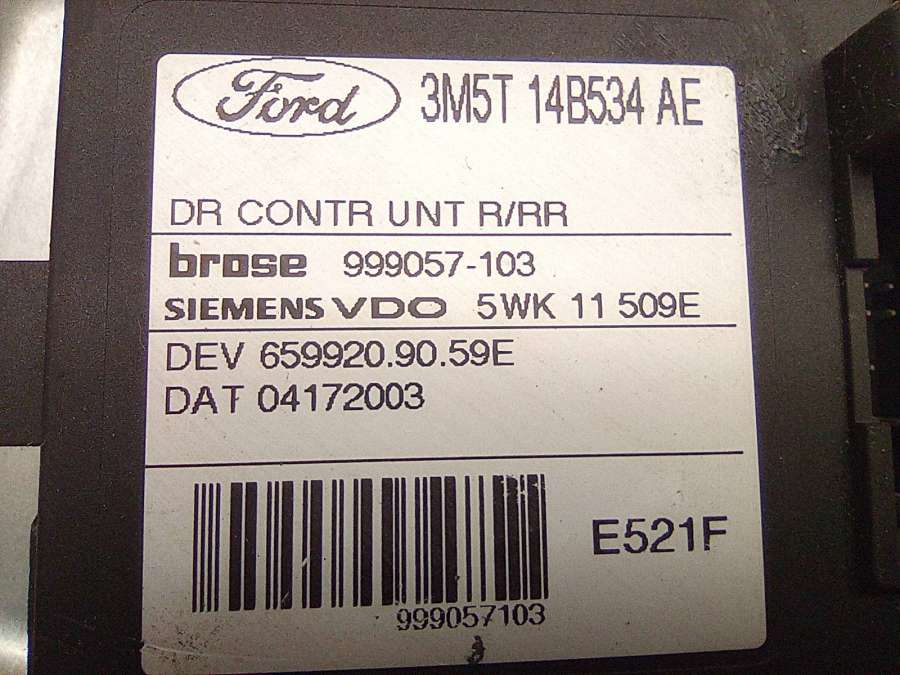 Ford 3M5T 14B534 AE
DR CONTR UNT R/RR
brose 999057-103
SIEMENS VDO 5WK 11 509E
DEV 659920.90.59E
DAT 04172003
E521F
999057103